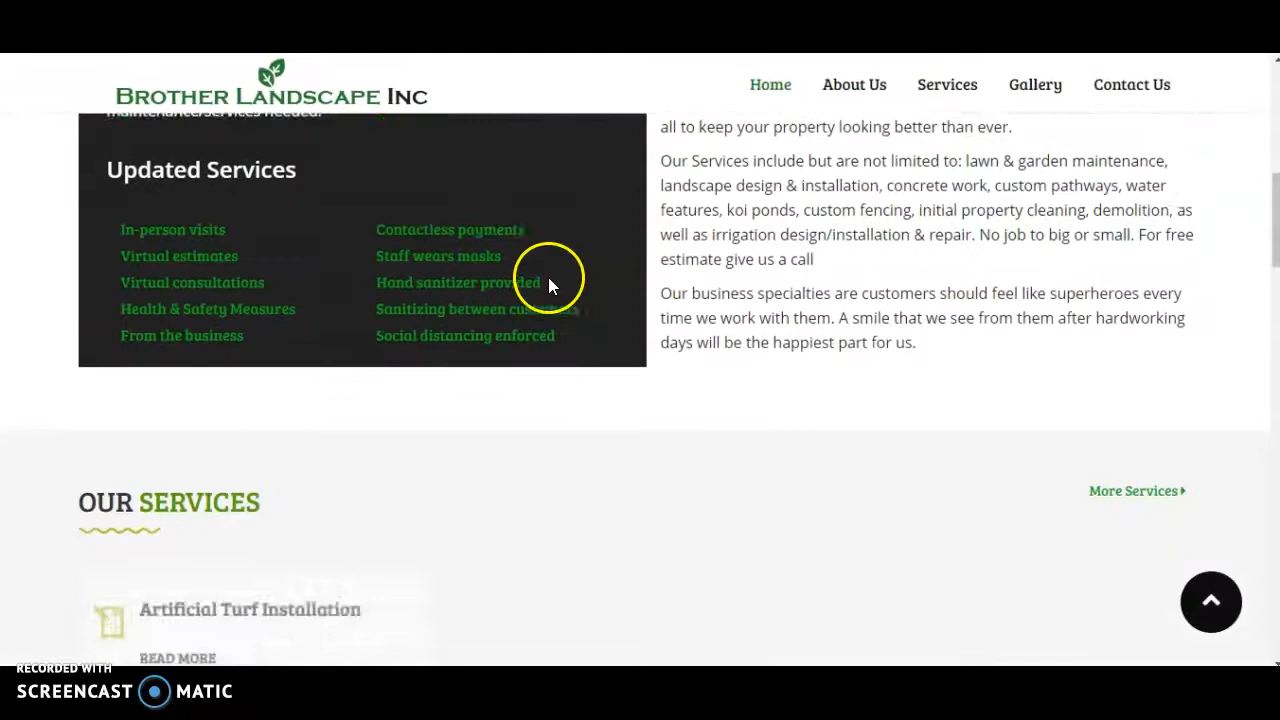 BROTHER LANDSCAPE INC
Home About Us Services Gallery Contact Us
maintenance/services needed.
Updated Services
In-person visits
Virtual estimates
Virtual consultations
Health & Safety Measures
From the business
Contactless payments
Staff wears masks
Hand sanitizer provided
Sanitizing between customers
Social distancing enforced
all to keep your property looking better than ever.
Our Services include but are not limited to: lawn & garden maintenance,
landscape design & installation, concrete work, custom pathways, water
features, koi ponds, custom fencing, initial property cleaning, demolition, as
well as irrigation design/installation & repair. No job to big or small. For free
estimate give us a call
Our business specialties are customers should feel like superheroes every
time we work with them. A smile that we see from them after hardworking
days will be the happiest part for us.
OUR SERVICES
More Services
Artificial Turf Installation
READ MORE
RECORDED WITH
SCREENCAST MATIC